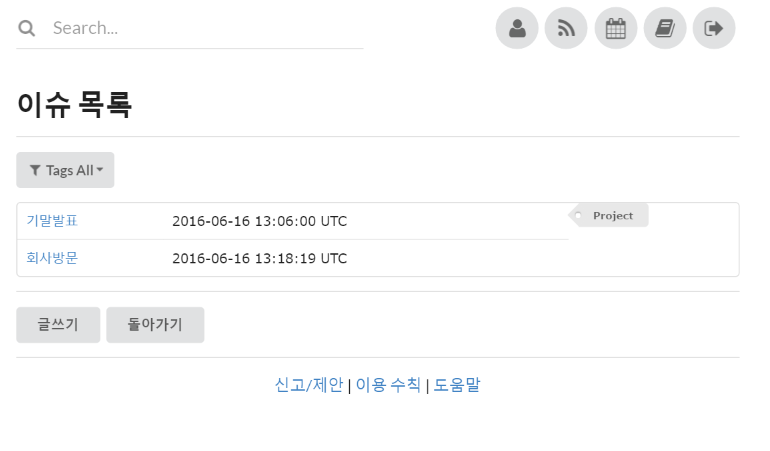 Search...
이슈 목록
Tags All
기말발표 2016-06-16 13:06:00 UTC Project
회사방문 2016-06-16 13:18:19 UTC
글쓰기 돌아가기
신고/제안 | 이용 수칙 | 도움말